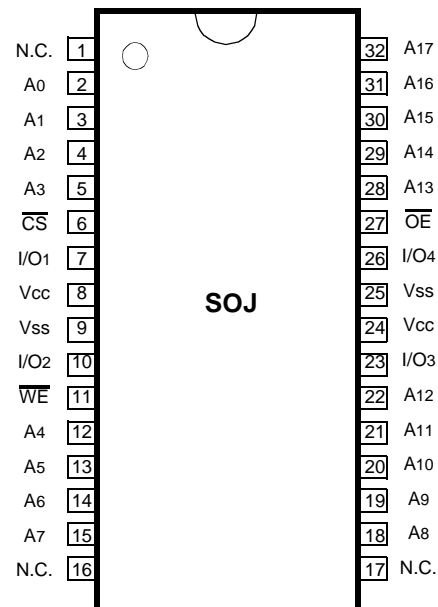 N.C. 1 32 A17
A0 2 31 A16
A1 3 30 A15
A2 4 29 A14
A3 5 28 A13
C̅S̅ 6 27 O̅E̅
I/O1 7 26 I/O4
Vcc 8 25 Vss
SOJ
Vss 9 24 Vcc
I/O2 10 23 I/O3
W̅E̅ 11 22 A12
A4 12 21 A11
A5 13 20 A10
A6 14 19 A9
A7 15 18 A8
N.C. 16 17 N.C.